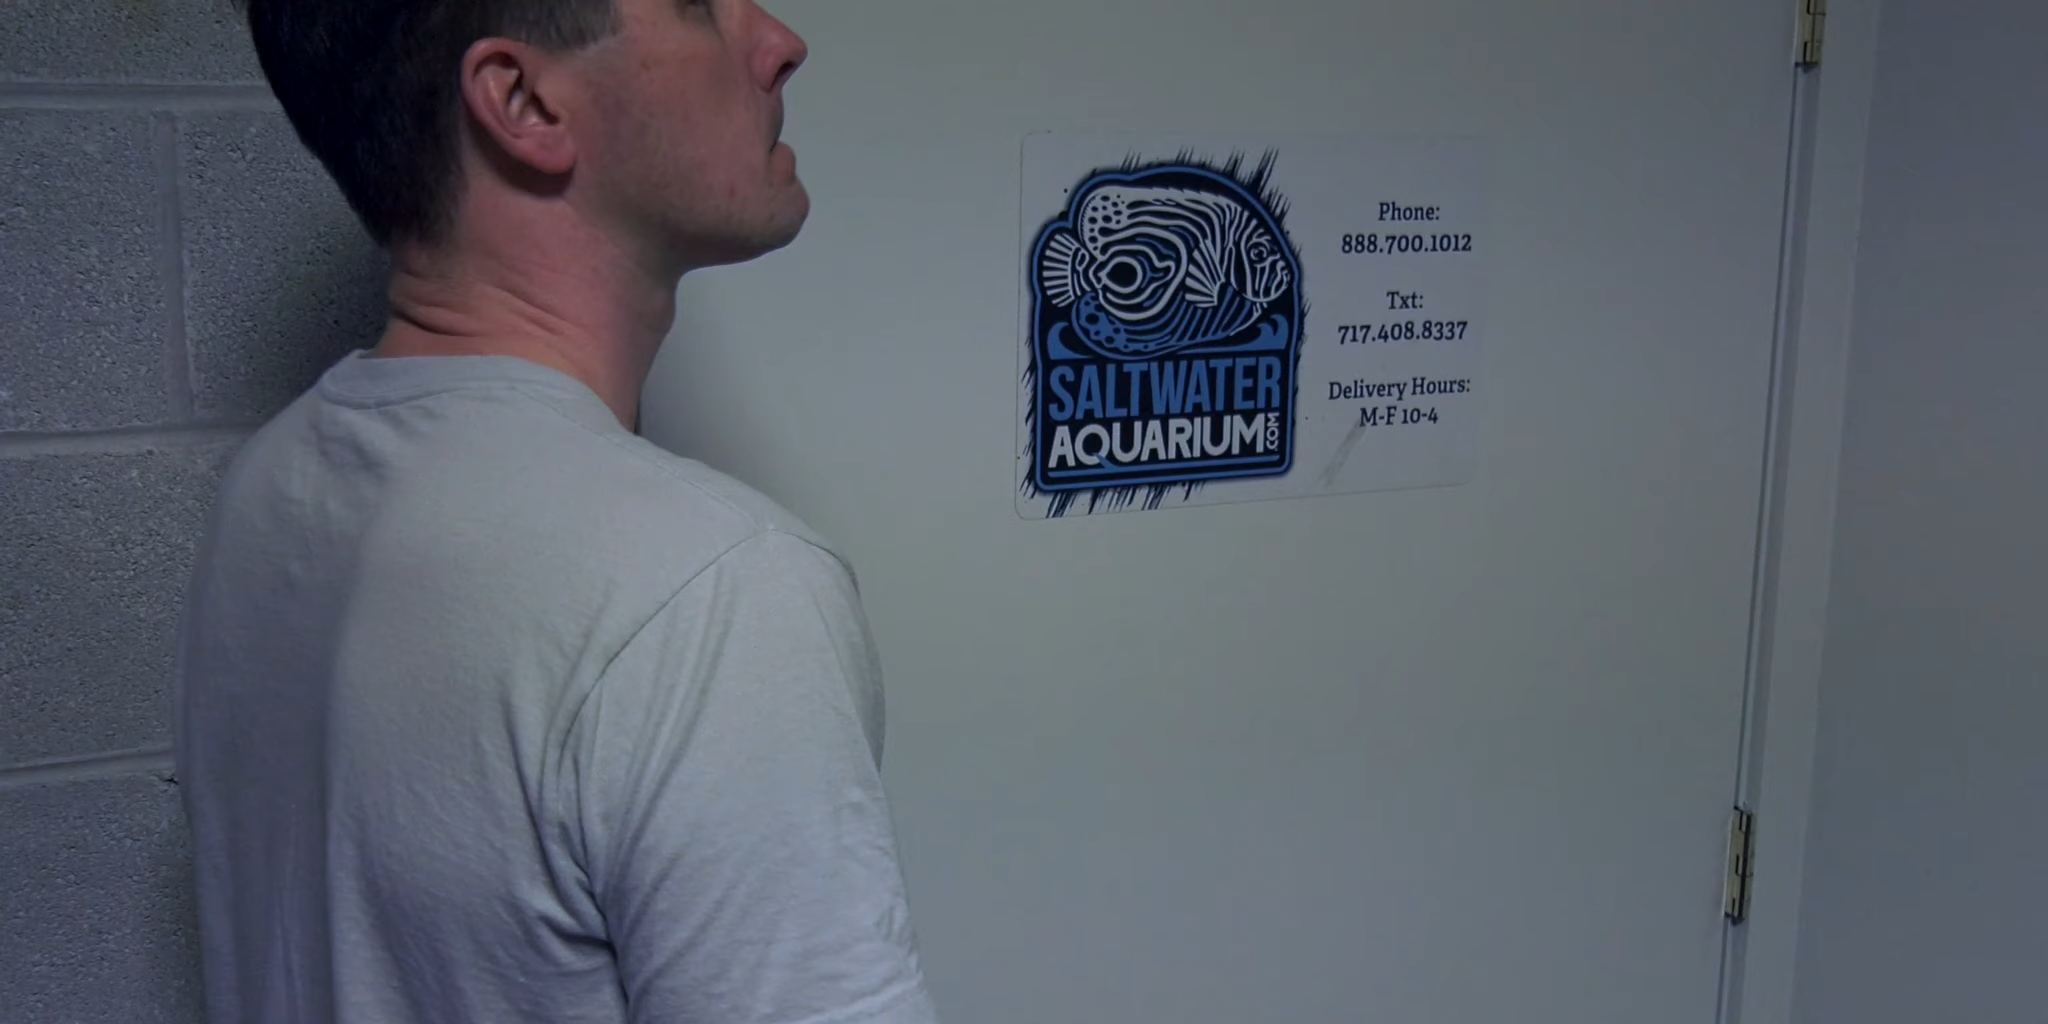 SALTWATER
AQUARIUM.COM
Phone:
888.700.1012
Txt:
717.408.8337
Delivery Hours:
M-F 10-4